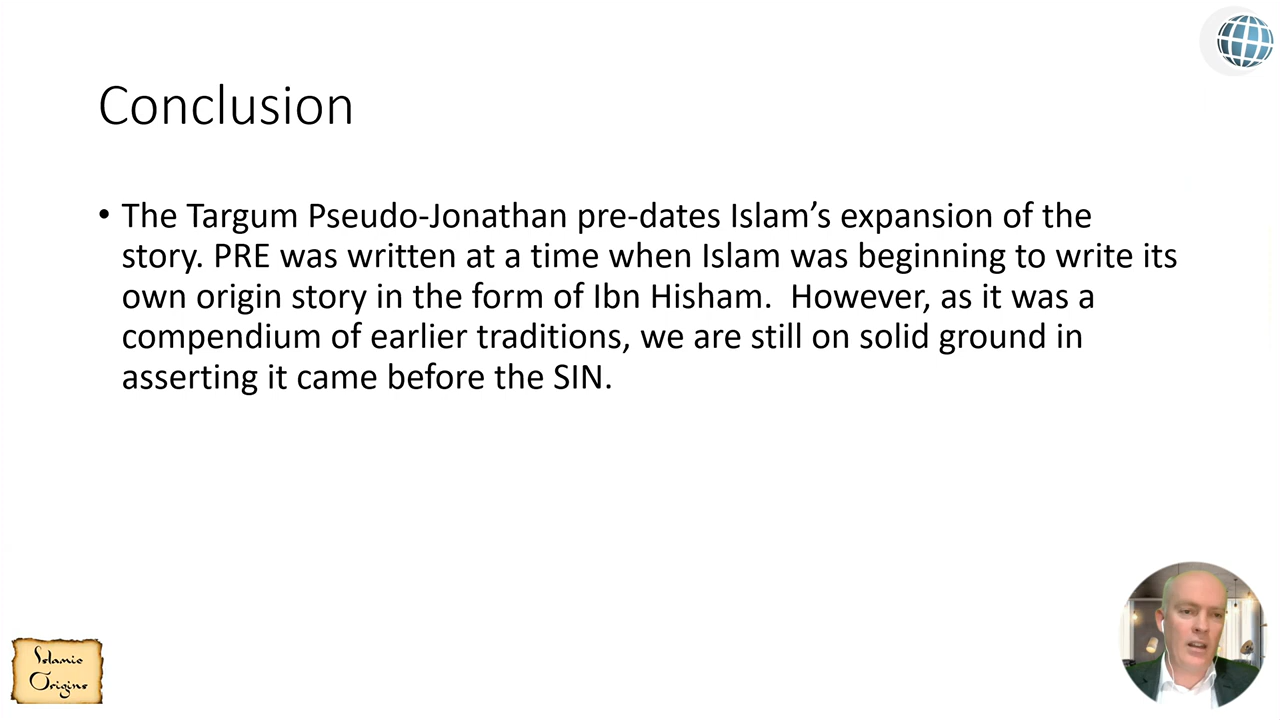 Conclusion
• The Targum Pseudo-Jonathan pre-dates Islam’s expansion of the
story. PRE was written at a time when Islam was beginning to write its
own origin story in the form of Ibn Hisham.  However, as it was a
compendium of earlier traditions, we are still on solid ground in
asserting it came before the SIN.
Islamic
Origins